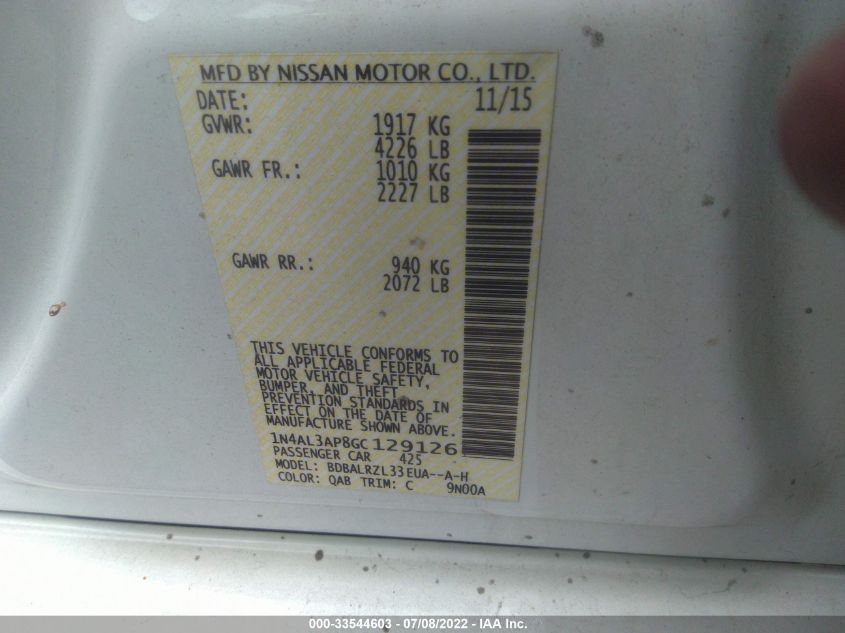 MFD BY NISSAN MOTOR CO., LTD.
DATE: 11/15
GVWR: 1917 KG
4226 LB
GAWR FR.: 1010 KG
2227 LB
GAWR RR.: 940 KG
2072 LB
THIS VEHICLE CONFORMS TO
ALL APPLICABLE FEDERAL
MOTOR VEHICLE SAFETY,
BUMPER, AND THEFT
PREVENTION STANDARDS IN
EFFECT ON THE DATE OF
MANUFACTURE SHOWN ABOVE.
1N4AL3AP8GC129126
PASSENGER CAR 425
MODEL: BDBALRZL33EUA--A-H
COLOR: QAB TRIM: C 9N00A
000-33544603 - 07/08/2022 - IAA Inc.